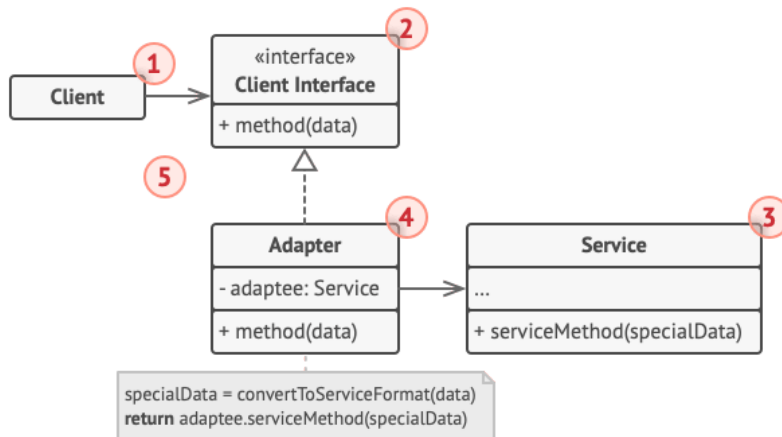 1
2
«interface»
Client Interface
Client
+ method(data)
5
4
3
Adapter
Service
- adaptee: Service
...
+ method(data)
+ serviceMethod(specialData)
specialData = convertToServiceFormat(data)
return adaptee.serviceMethod(specialData)